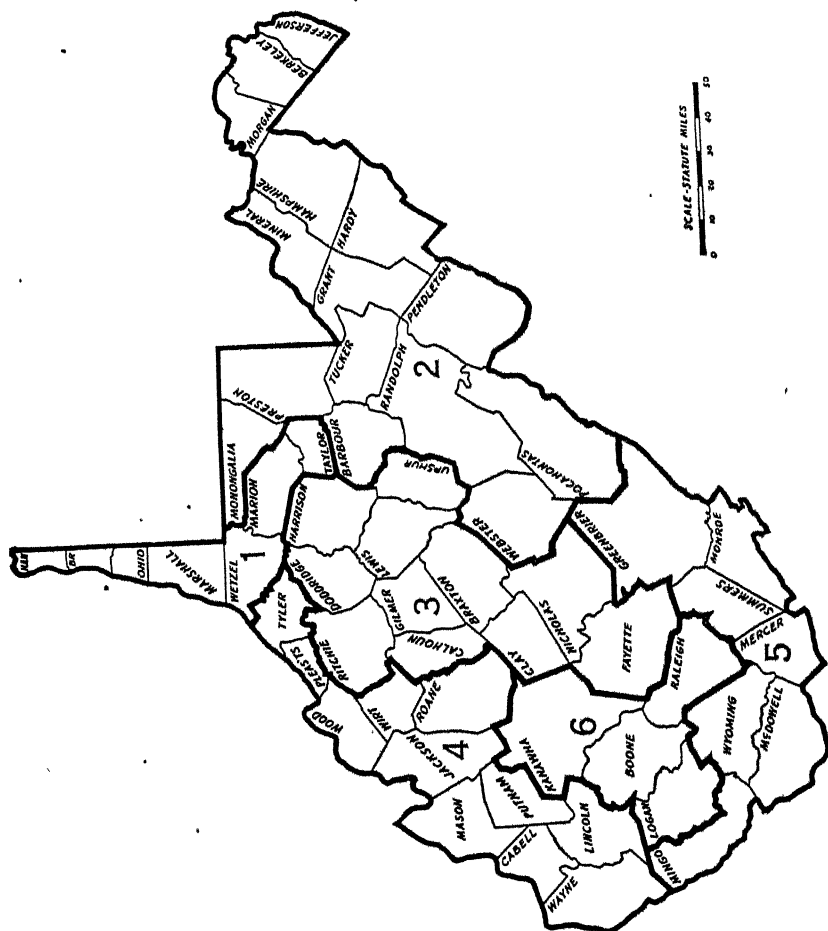 JEFFERSON
BERKELEY
MORGAN
HAMPSHIRE
MINERAL
HARDY
GRANT
PENDLETON
TUCKER
RANDOLPH
2
PRESTON
MONONGALIA
MARION
TAYLOR
BARBOUR
HARRISON
UPSHUR
POCAHONTAS
WEBSTER
GREENBRIER
MONROE
SUMMERS
MERCER
5
BR
OHIO
MARSHALL
WETZEL
1
TYLER
DODDRIDGE
LEWIS
GILMER
3
BRAXTON
CALHOUN
RITCHIE
PLEASTS
WOOD
WIRT
ROANE
JACKSON
4
CLAY
NICHOLAS
FAYETTE
RALEIGH
KANAWHA
6
BOONE
WYOMING
McDOWELL
MASON
PUTNAM
CABELL
LINCOLN
LOGAN
MINGO
WAYNE
SCALE-STATUTE MILES
0 10 20 30 40 50